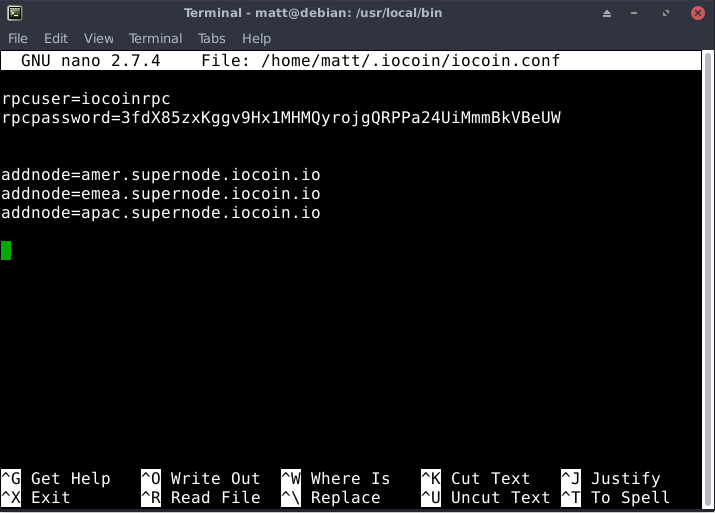 Terminal - matt@debian: /usr/local/bin
File Edit View Terminal Tabs Help
GNU nano 2.7.4 File: /home/matt/.iocoin/iocoin.conf
rpcuser=iocoinrpc
rpcpassword=3fdX85zxKggv9Hx1MHMQyrojgQRPPa24UiMmmBkVBeUW
addnode=amer.supernode.iocoin.io
addnode=emea.supernode.iocoin.io
addnode=apac.supernode.iocoin.io
^G Get Help ^O Write Out ^W Where Is ^K Cut Text ^J Justify
^X Exit ^R Read File ^\ Replace ^U Uncut Text ^T To Spell